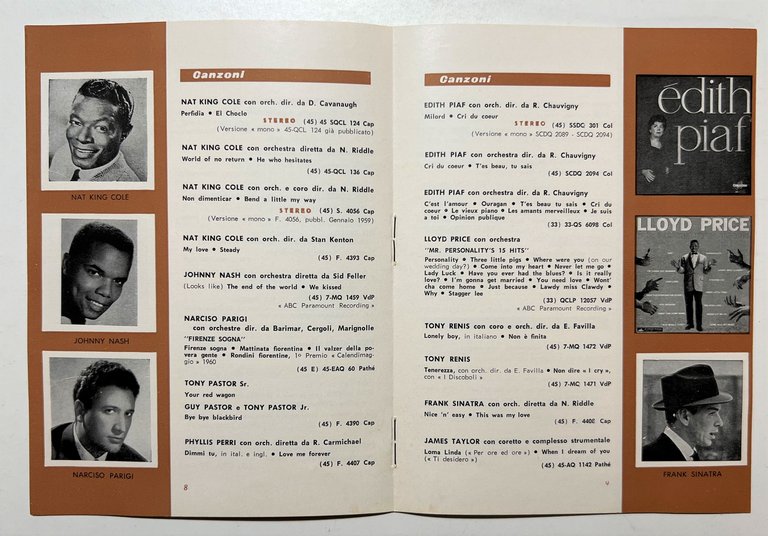 Canzoni
NAT KING COLE con orch. dir. da D. Cavanaugh
Perfidia • El Choclo
STEREO (45) 45 SQCL 124 Cap
(Versione « mono » 45-QCL 124 già pubblicato)
NAT KING COLE con orchestra diretta da N. Riddle
World of no return • He who hesitates
(45) 45-QCL 136 Cap
NAT KING COLE con orch. e coro dir. da N. Riddle
Non dimenticar • Bend a little my way
STEREO (45) S. 4056 Cap
(Versione « mono » F. 4056, pubbl. Gennaio 1959)
NAT KING COLE con orch. dir. da Stan Kenton
My love • Steady
(45) F. 4393 Cap
JOHNNY NASH con orchestra diretta da Sid Feller
(Looks like) The end of the world • We kissed
(45) 7-MQ 1459 VdP
« ABC Paramount Recording »
NARCISO PARIGI
con orchestre dir. da Barimar, Cergoli, Marignolle
"FIRENZE SOGNA"
Firenze sogna • Mattinata fiorentina • Il valzer della po-
vera gente • Rondini fiorentine, 1o Premio « Calendimag-
gio » 1960
(45 E) 45-EAQ 60 Pathé
TONY PASTOR Sr.
Your red wagon
GUY PASTOR e TONY PASTOR Jr.
Bye bye blackbird
(45) F. 4390 Cap
PHYLLIS PERRI con orch. diretta da R. Carmichael
Dimmi tu, in ital. e ingl. • Love me forever
(45) F. 4407 Cap
8
NAT KING COLE
JOHNNY NASH
NARCISO PARIGI
Canzoni
EDITH PIAF con orchestra dir. da R. Chauvigny
Milord • Cri du coeur
STEREO (45) SSDQ 301 Col
(Versione « mono » SCDQ 2089 - SCDQ 2094)
EDITH PIAF con orchestra dir. da R. Chauvigny
Cri du coeur • T'es beau, tu sais
(45) SCDQ 2094 Col
EDITH PIAF con orchestra dir. da R. Chauvigny
C'est l'amour • Ouragan • T'es beau tu sais • Cri du
coeur • Le vieux piano • Les amants merveilleux • Je suis
a toi • Opinion publique
(33) 33-QS 6098 Col
LLOYD PRICE con orchestra
"MR. PERSONALITY'S 15 HITS"
Personality • Three little pigs • Where were you (on our
wedding day?) • Come into my heart • Never let me go •
Lady Luck • Have you ever had the blues? • Is it really
love? • I'm gonna get married • You need love • Wont'
cha come home • Just because • Lawdy miss Clawdy •
Why • Stagger lee
(33) QCLP 12057 VdP
« ABC Paramount Recording »
TONY RENIS con coro e orch. dir. da E. Favilla
Lonely boy, in italiano • Non è finita
(45) 7-MQ 1472 VdP
TONY RENIS
Tenerezza, con orch. dir. da E. Favilla • Non dire « I cry »,
con « I Discoboli »
(45) 7-MQ 1471 VdP
FRANK SINATRA con orch. diretta da N. Riddle
Nice 'n' easy • This was my love
(45) F. 4408 Cap
JAMES TAYLOR con coretto e complesso strumentale
Loma Linda (« Per ore ed ore ») • When I dream of you
(« Ti desidero »)
(45) 45-AQ 1142 Pathé
édith
piaf
LLOYD PRICE
FRANK SINATRA